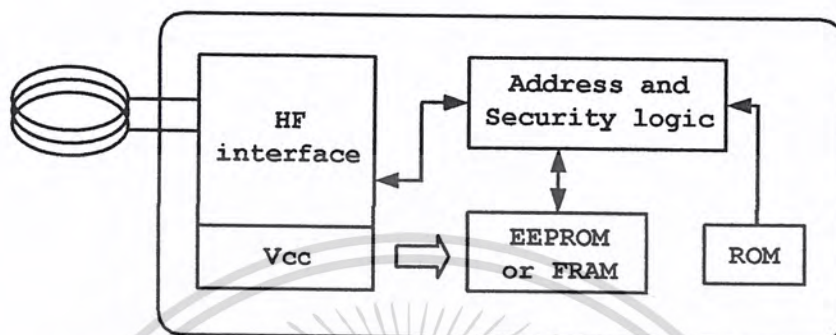 HF
interface
Vcc
Address and
Security logic
EEPROM
or FRAM
ROM